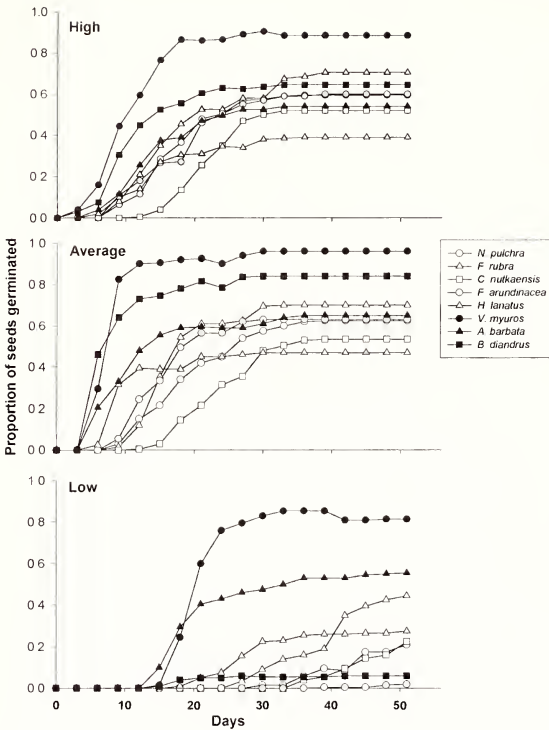 High
1.0
0.8
0.6
0.4
0.2
0.0
Average
1.0
0.8
0.6
0.4
0.2
0.0
Proportion of seeds germinated
N pulchra
F rubra
C nutkaensis
F arundinacea
H lanatus
V. myuros
A barbata
B diandrus
Low
1.0
0.8
0.6
0.4
0.2
0.0
0
10
20
30
40
50
Days